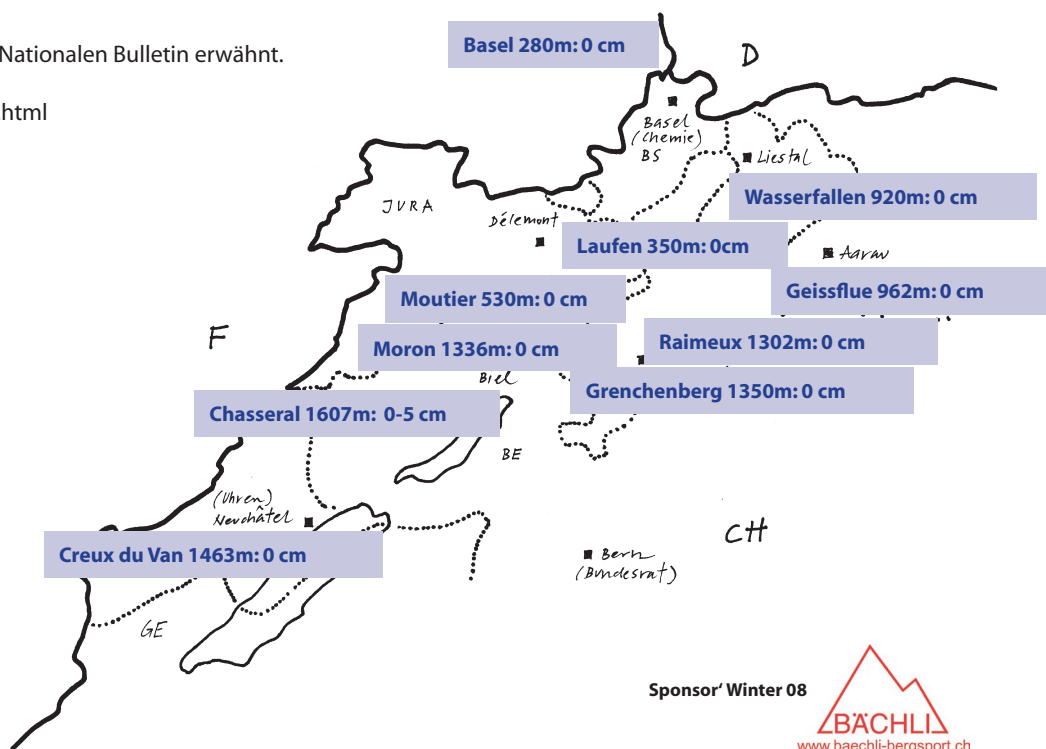 Nationalen Bulletin erwähnt.
.html
Basel 280m: 0 cm
D
Basel
(Chemie)
BS
Liestal
Wasserfallen 920m: 0 cm
JURA
Délemont
Laufen 350m: 0cm
Aarau
Moutier 530m: 0 cm
Geissflue 962m: 0 cm
F
Moron 1336m: 0 cm
Raimeux 1302m: 0 cm
Biel
Grenchenberg 1350m: 0 cm
Chasseral 1607m: 0-5 cm
BE
(Uhren)
Neuchâtel
CH
Creux du Van 1463m: 0 cm
Bern
(Bundesrat)
GE
Sponsor‘ Winter 08
BÄCHLI
www.baechli-bergsport.ch